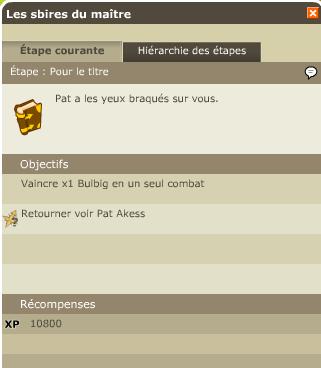 Les sbires du maître
Étape courante
Hiérarchie des étapes
Étape : Pour le titre
Pat a les yeux braqués sur vous.
Objectifs
Vaincre x1 Bulbig en un seul combat
Retourner voir Pat Akess
Récompenses
XP 10800